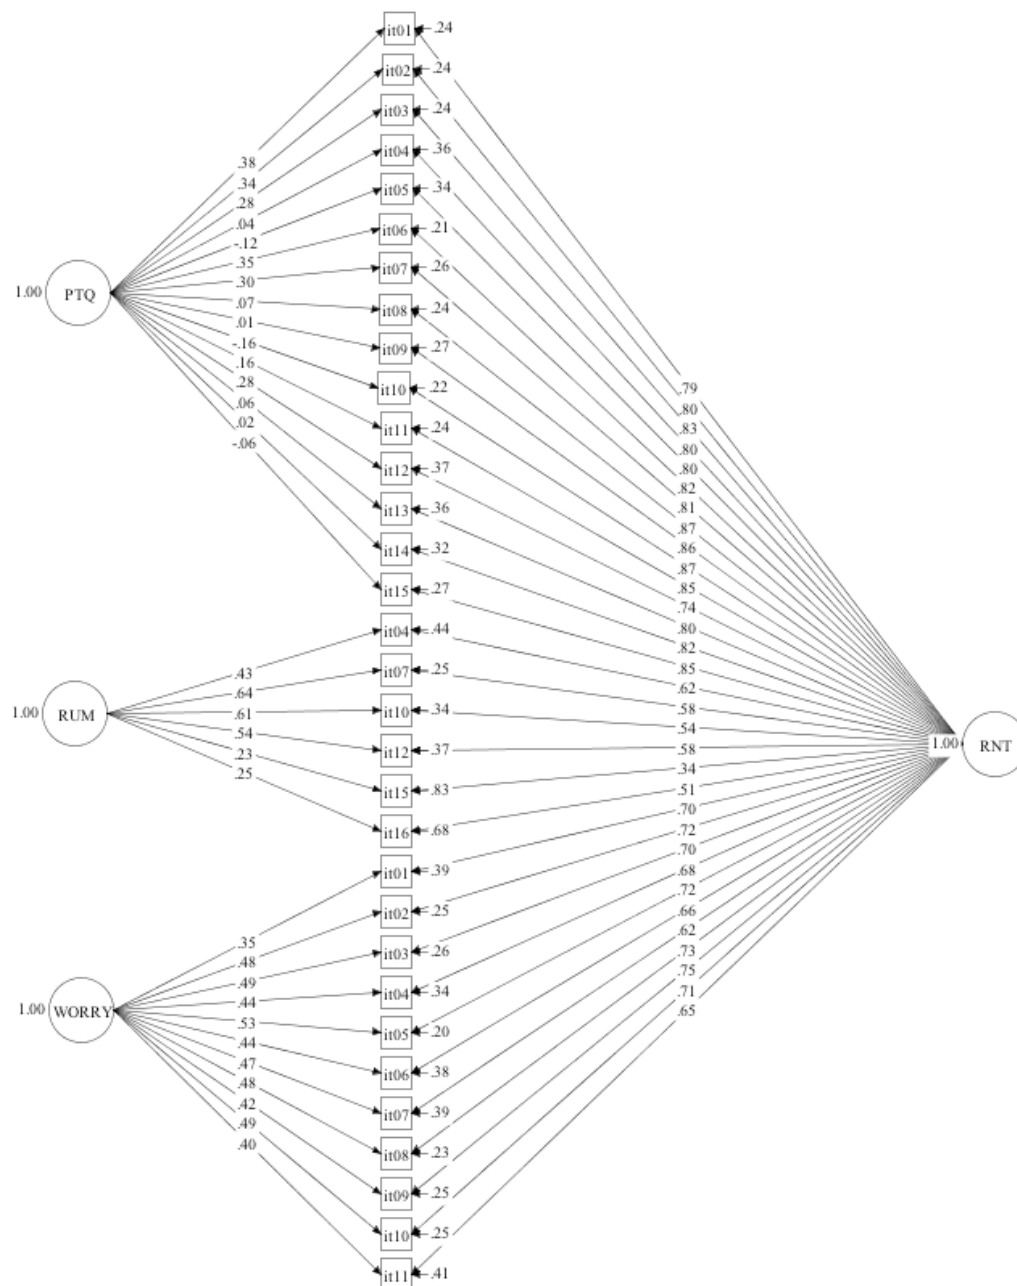 it01 .24
it02 .24
it03 .24
it04 .36
.38
it05 .34
.34
.28
it06 .21
.04
-.12
it07 .26
.35
.30
1.00 PTQ
.07
it08 .24
.01
-.16
it09 .27
.16
.28
it10 .22
.79
.06
.80
.02
it11 .24
.83
-.06
.80
it12 .37
.80
.82
it13 .36
.81
.87
it14 .32
.86
.87
it15 .27
.85
.74
it04 .44
.80
.82
it07 .25
.85
.43
.62
.64
.58
1.00 RUM
.61
it10 .34
.54
.54
it12 .37
.58
1.00 RNT
.23
.34
.25
it15 .83
.51
.70
it16 .68
.72
.70
it01 .39
.68
.72
it02 .25
.66
.35
.62
it03 .26
.73
.48
.75
.49
it04 .34
.71
1.00 WORRY
.44
.65
.53
it05 .20
.44
.47
it06 .38
.48
.42
it07 .39
.49
.40
it08 .23
it09 .25
it10 .25
it11 .41